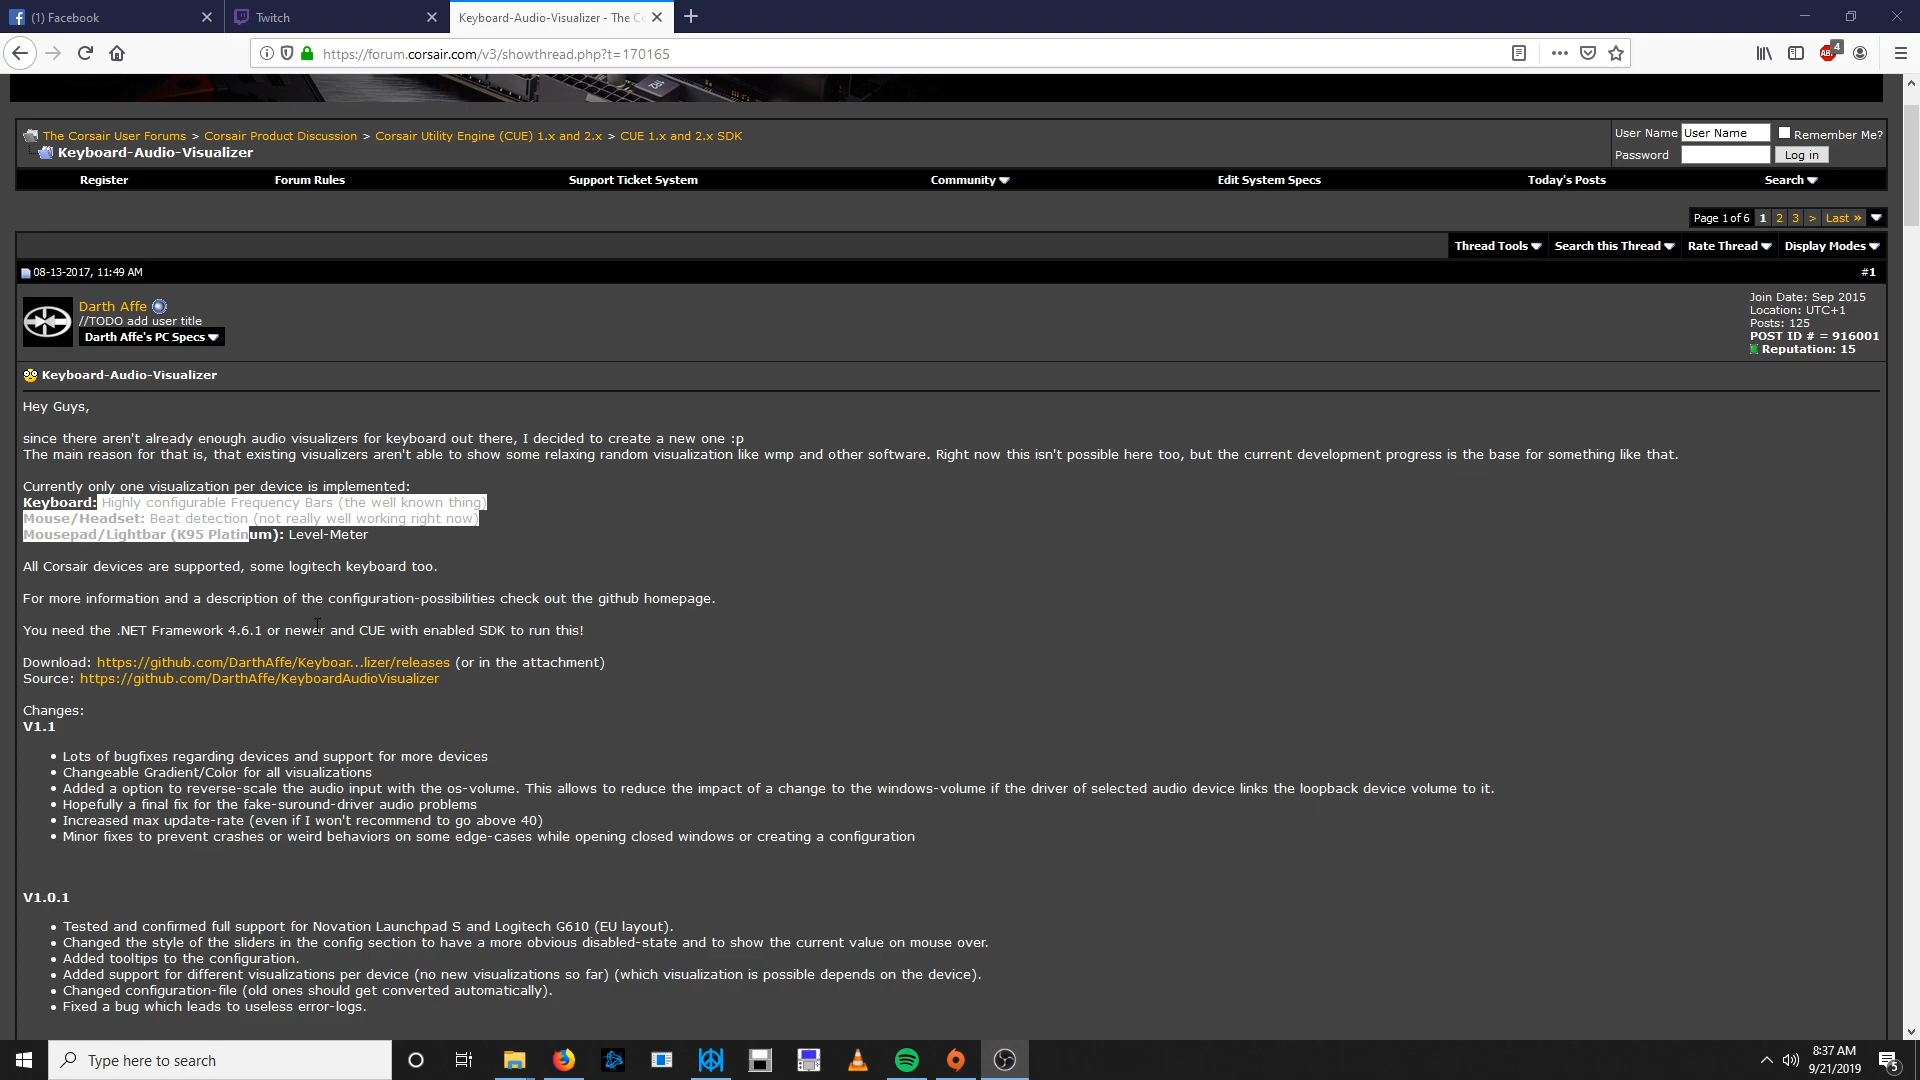 (1) Facebook
Twitch
Keyboard-Audio-Visualizer - The C
https://forum.corsair.com/v3/showthread.php?t=170165
ABP
4
The Corsair User Forums > Corsair Product Discussion > Corsair Utility Engine (CUE) 1.x and 2.x > CUE 1.x and 2.x SDK
Keyboard-Audio-Visualizer
User Name User Name Remember Me?
Password Log in
Register Forum Rules Support Ticket System Community Edit System Specs Today's Posts Search
Page 1 of 6 1 2 3 > Last »
Thread Tools Search this Thread Rate Thread Display Modes
08-13-2017, 11:49 AM #1
Darth Affe
//TODO add user title
Darth Affe's PC Specs
Join Date: Sep 2015
Location: UTC+1
Posts: 125
POST ID # = 916001
Reputation: 15
Keyboard-Audio-Visualizer
Hey Guys,
since there aren't already enough audio visualizers for keyboard out there, I decided to create a new one :p
The main reason for that is, that existing visualizers aren't able to show some relaxing random visualization like wmp and other software. Right now this isn't possible here too, but the current development progress is the base for something like that.
Currently only one visualization per device is implemented:
Keyboard: Highly configurable Frequency Bars (the well known thing)
Mouse/Headset: Beat detection (not really well working right now)
Mousepad/Lightbar (K95 Platinum): Level-Meter
All Corsair devices are supported, some logitech keyboard too.
For more information and a description of the configuration-possibilities check out the github homepage.
You need the .NET Framework 4.6.1 or newer and CUE with enabled SDK to run this!
Download: https://github.com/DarthAffe/Keyboar...lizer/releases (or in the attachment)
Source: https://github.com/DarthAffe/KeyboardAudioVisualizer
Changes:
V1.1
• Lots of bugfixes regarding devices and support for more devices
• Changeable Gradient/Color for all visualizations
• Added a option to reverse-scale the audio input with the os-volume. This allows to reduce the impact of a change to the windows-volume if the driver of selected audio device links the loopback device volume to it.
• Hopefully a final fix for the fake-suround-driver audio problems
• Increased max update-rate (even if I won't recommend to go above 40)
• Minor fixes to prevent crashes or weird behaviors on some edge-cases while opening closed windows or creating a configuration
V1.0.1
• Tested and confirmed full support for Novation Launchpad S and Logitech G610 (EU layout).
• Changed the style of the sliders in the config section to have a more obvious disabled-state and to show the current value on mouse over.
• Added tooltips to the configuration.
• Added support for different visualizations per device (no new visualizations so far) (which visualization is possible depends on the device).
• Changed configuration-file (old ones should get converted automatically).
• Fixed a bug which leads to useless error-logs.
Type here to search
8:37 AM
9/21/2019
5